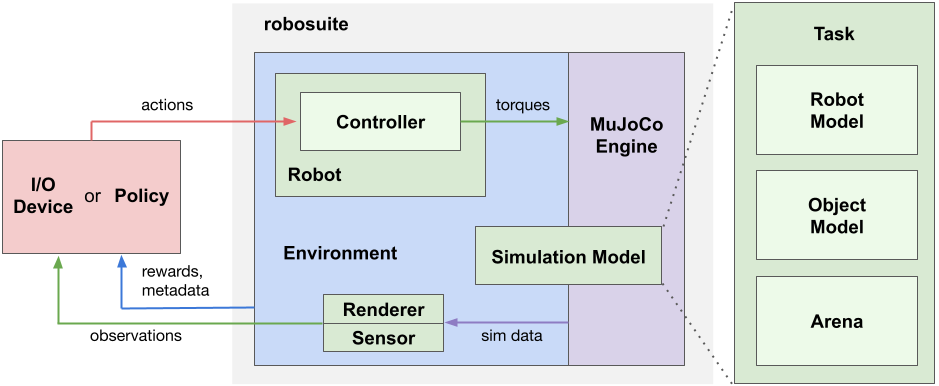 robosuite
Task
actions
Controller
torques
MuJoCo
Engine
Robot
Robot
Model
I/O
Device or Policy
Object
Model
Environment
Simulation Model
rewards,
metadata
Renderer
Sensor
observations
sim data
Arena